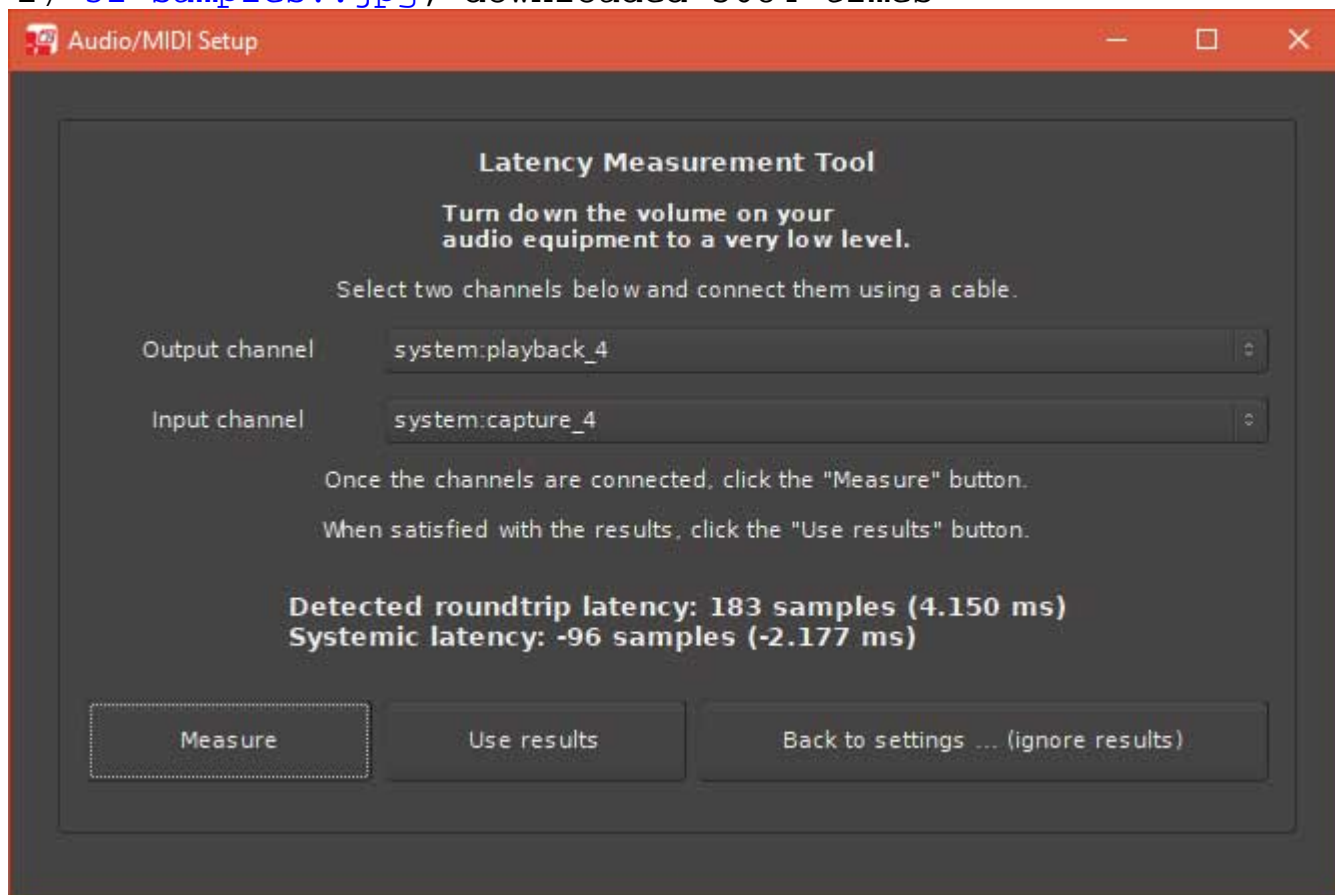 Audio/MIDI Setup
Latency Measurement Tool
Turn down the volume on your
audio equipment to a very low level.
Select two channels below and connect them using a cable.
Output channel system:playback_4
Input channel system:capture_4
Once the channels are connected, click the "Measure" button.
When satisfied with the results, click the "Use results" button.
Detected roundtrip latency: 183 samples (4.150 ms)
Systemic latency: -96 samples (-2.177 ms)
Measure Use results Back to settings ... (ignore results)